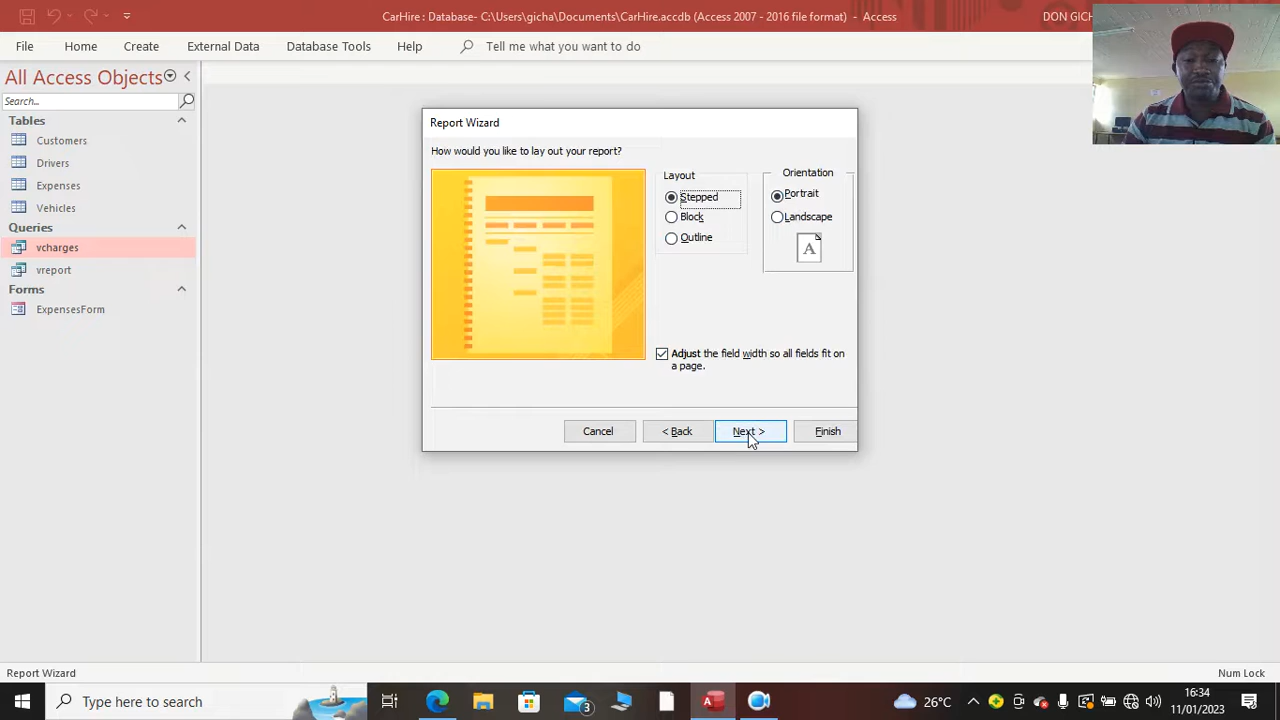 CarHire : Database- C:\Users\gicha\Documents\CarHire.accdb (Access 2007 - 2016 file format) - Access
DON GICH
File Home Create External Data Database Tools Help Tell me what you want to do
All Access Objects
Search...
Tables
Customers
Drivers
Expenses
Vehicles
Queries
vcharges
vreport
Forms
ExpensesForm
Report Wizard
How would you like to lay out your report?
Layout
Stepped
Block
Outline
Orientation
Portrait
Landscape
A
Adjust the field width so all fields fit on
a page.
Cancel < Back Next > Finish
Report Wizard
Num Lock
Type here to search
3
26°C
16:34
11/01/2023